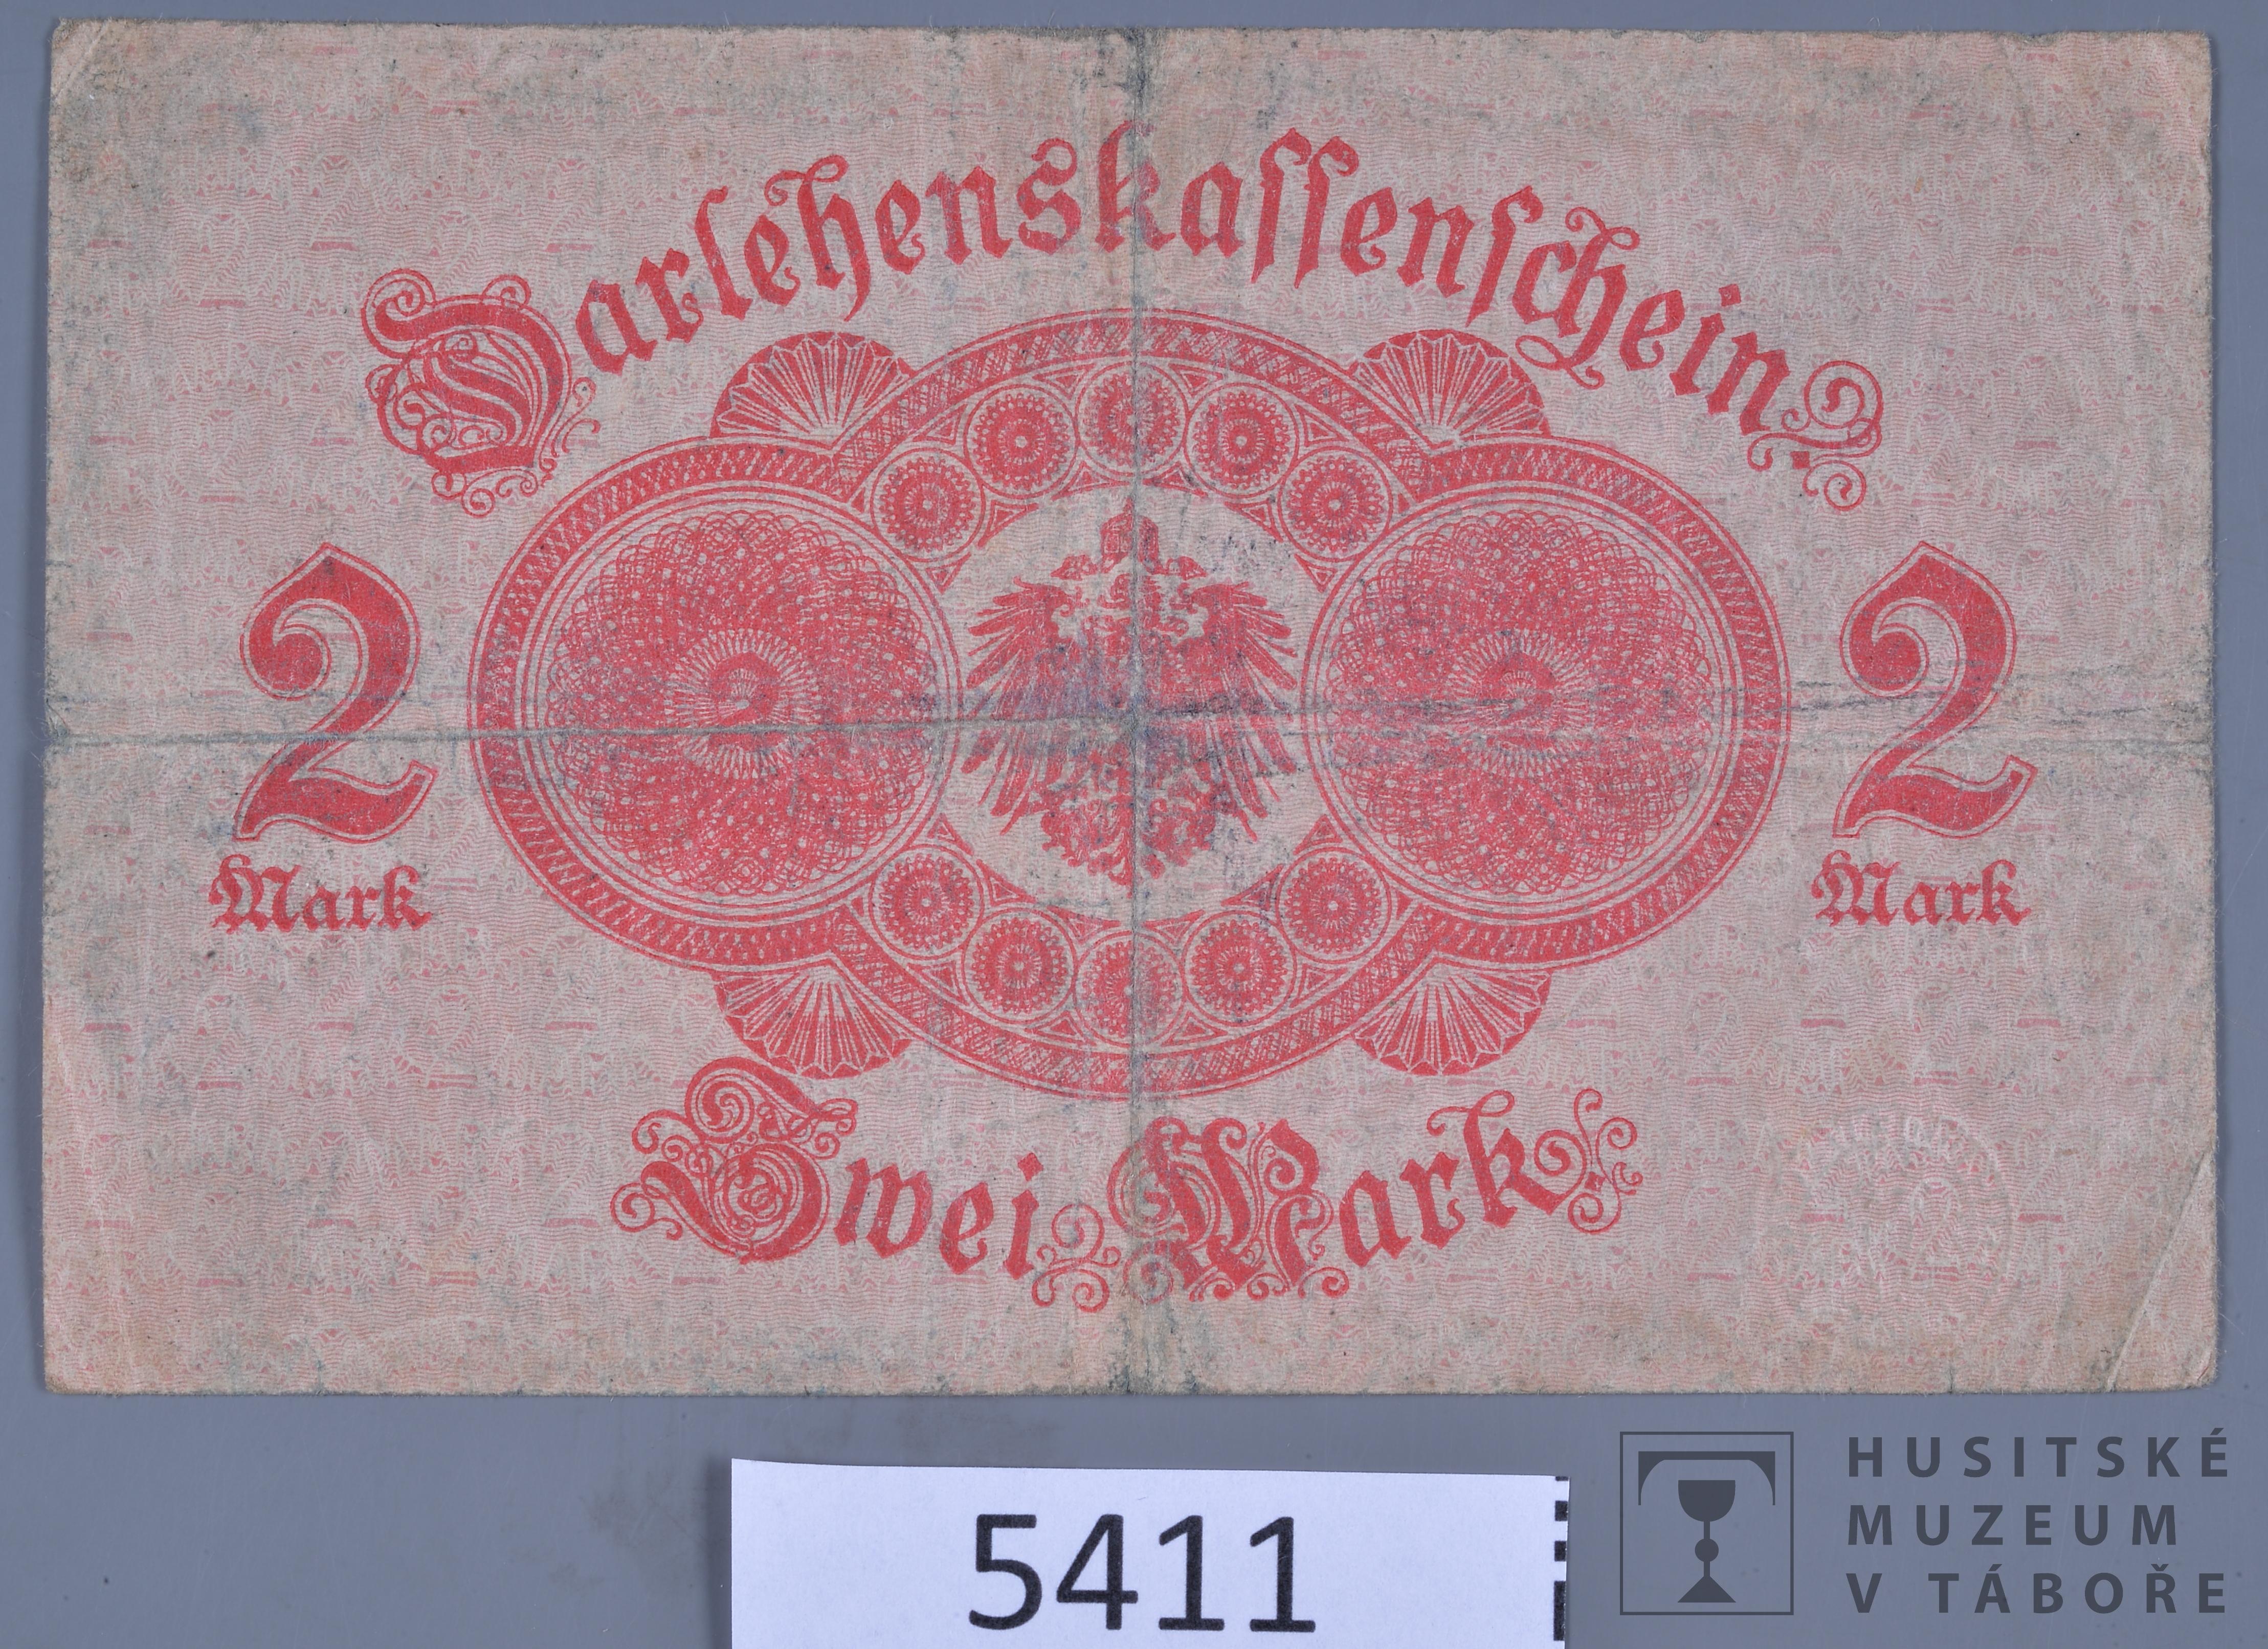 Darlehenskassenschein
2
Mark
2
Mark
Zwei Mark
5411
HUSITSKÉ
MUZEUM
V TÁBOŘE